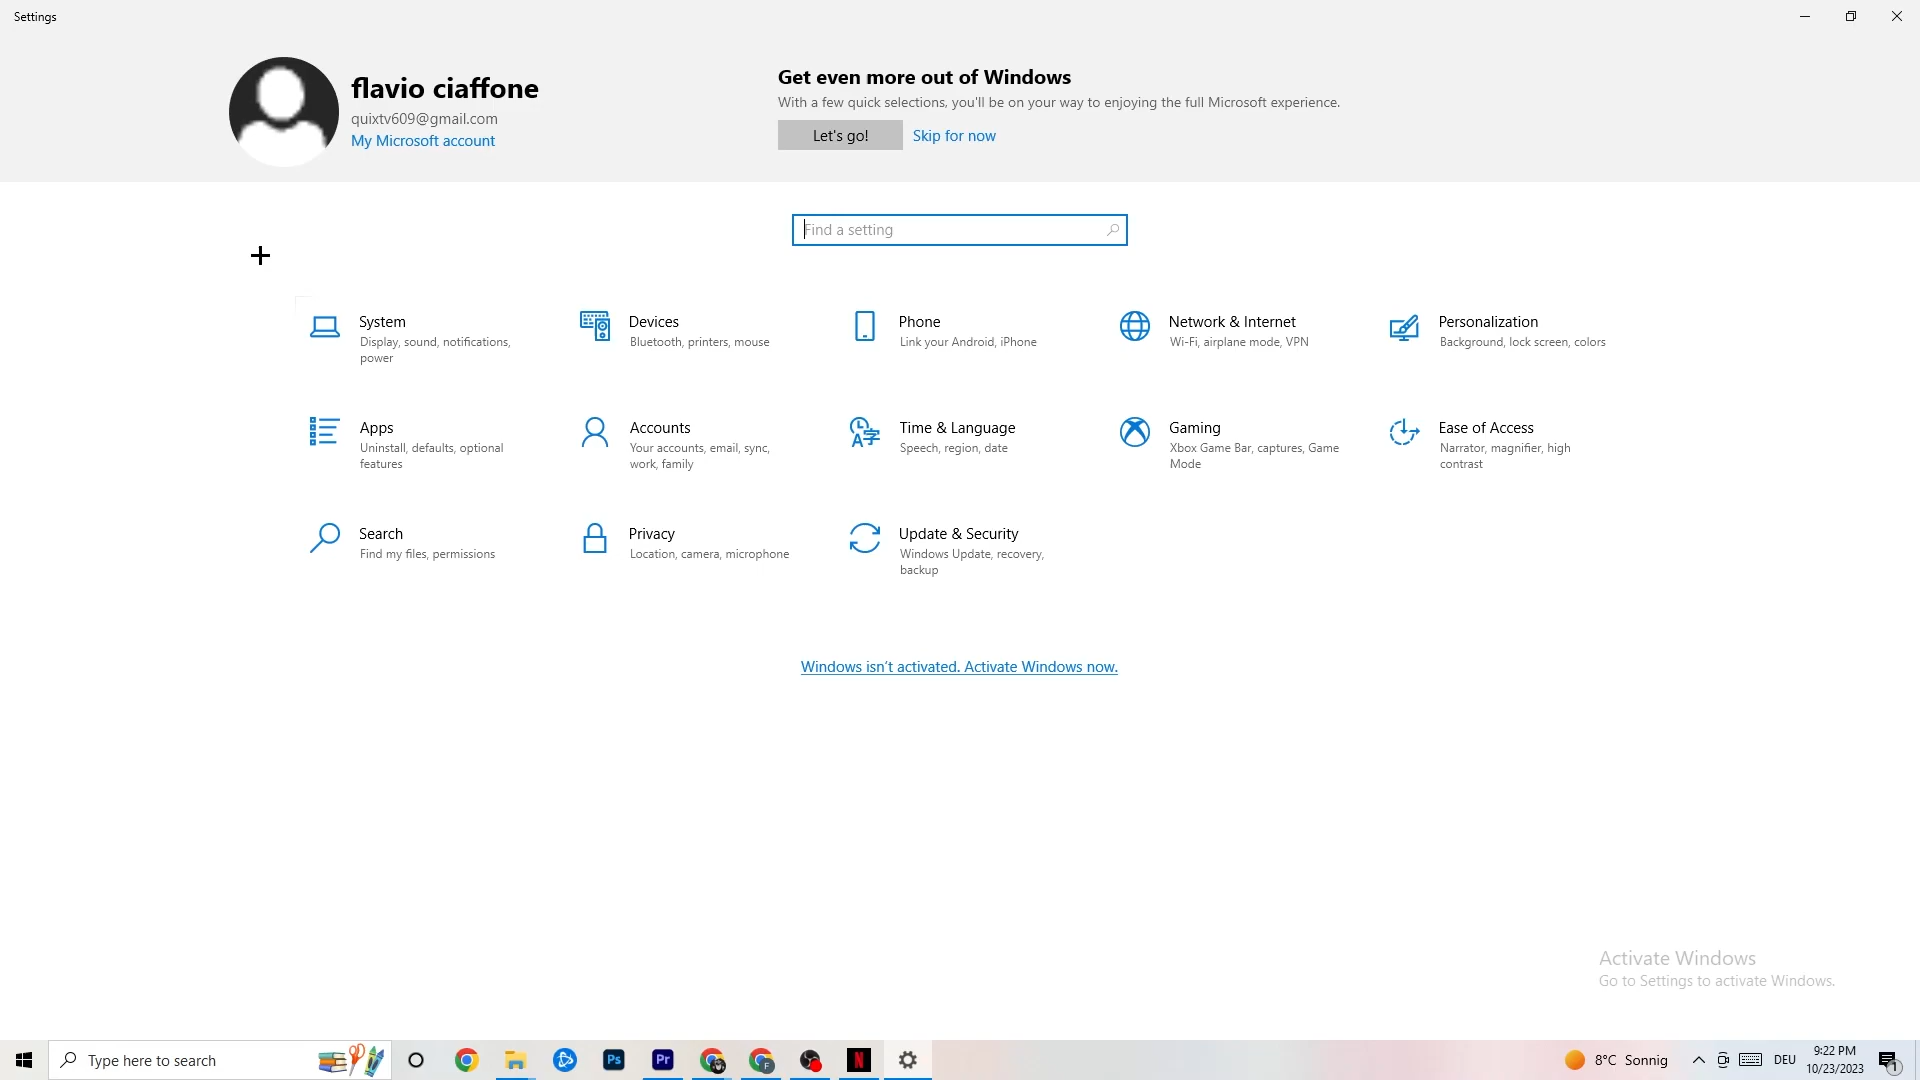 Settings
flavio ciaffone
quixtv609@gmail.com
My Microsoft account
Get even more out of Windows
With a few quick selections, you'll be on your way to enjoying the full Microsoft experience.
Let's go!
Skip for now
Find a setting
System
Display, sound, notifications,
power
Devices
Bluetooth, printers, mouse
Phone
Link your Android, iPhone
Network & Internet
Wi-Fi, airplane mode, VPN
Personalization
Background, lock screen, colors
Apps
Uninstall, defaults, optional
features
Accounts
Your accounts, email, sync,
work, family
Time & Language
Speech, region, date
Gaming
Xbox Game Bar, captures, Game
Mode
Ease of Access
Narrator, magnifier, high
contrast
Search
Find my files, permissions
Privacy
Location, camera, microphone
Update & Security
Windows Update, recovery,
backup
Windows isn't activated. Activate Windows now.
Activate Windows
Go to Settings to activate Windows.
Type here to search
Ps
Pr
F
N
8°C Sonnig
DEU
9:22 PM
10/23/2023
1